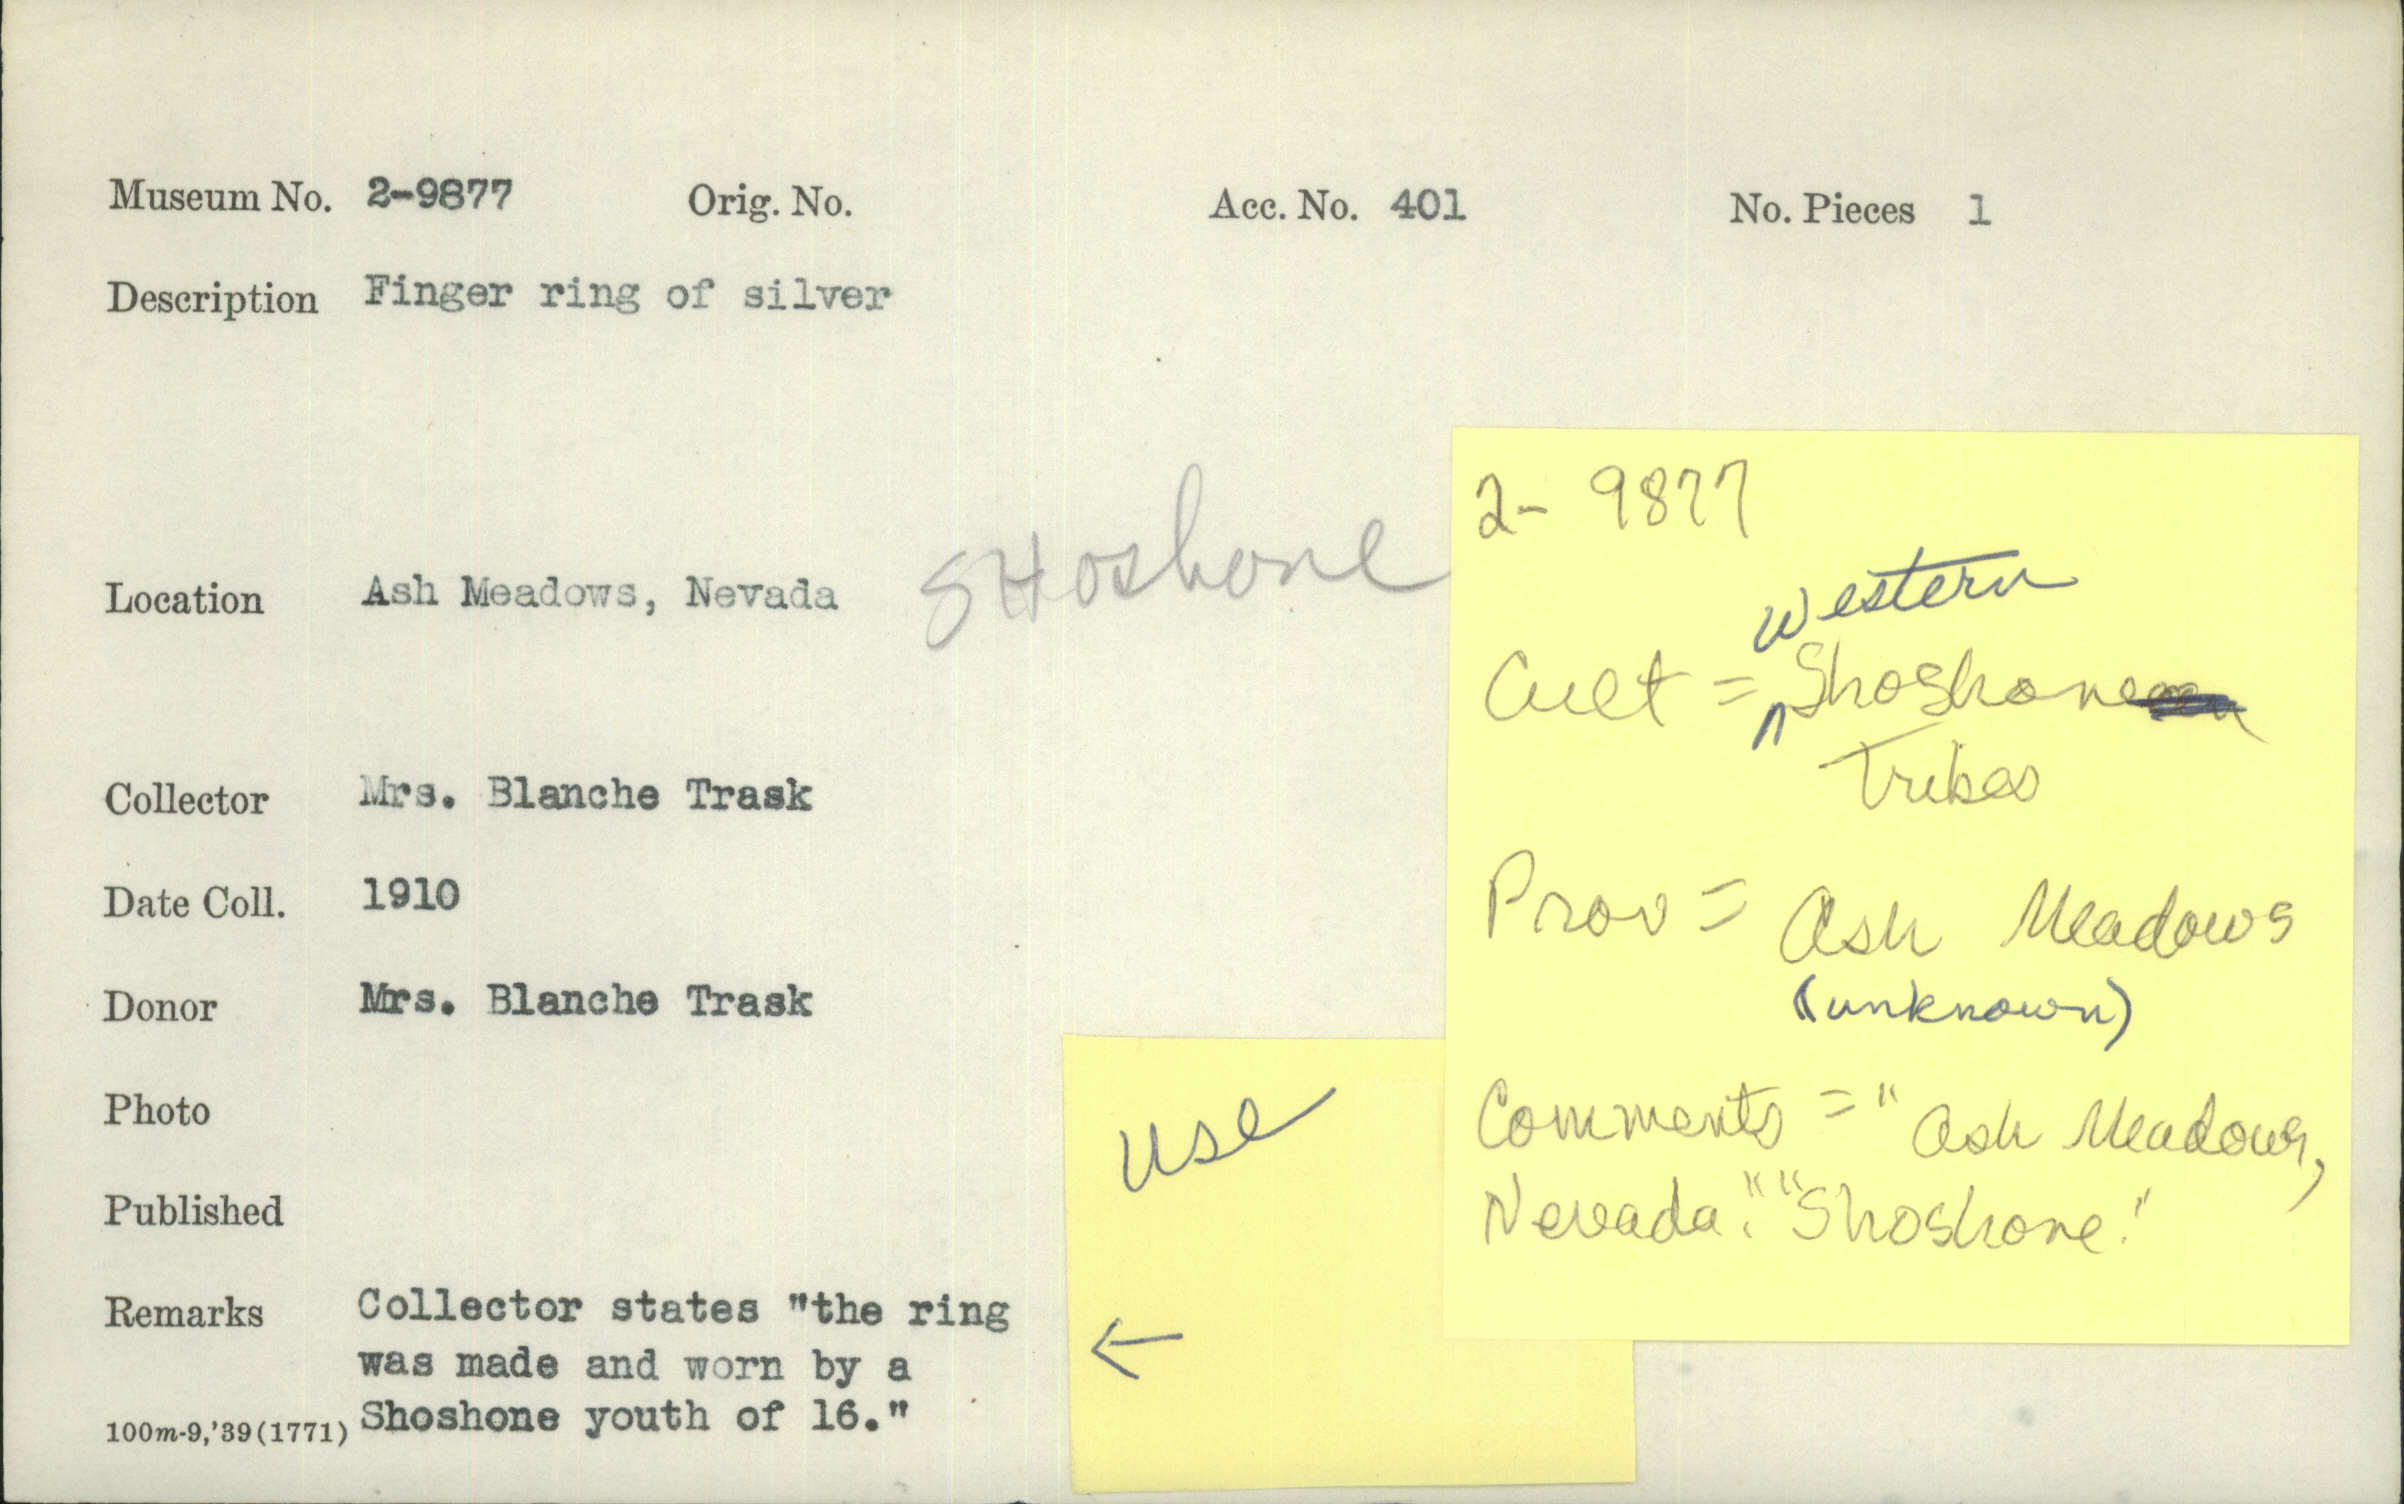 Museum No. 2-9877 Orig. No. Acc. No. 401 No. Pieces 1
Description Finger ring of silver
Location Ash Meadows, Nevada SHoshone
Collector Mrs. Blanche Trask
Date Coll. 1910
Donor Mrs. Blanche Trask
Photo
Published
Remarks Collector states "the ring
was made and worn by a
100m-9,'39(1771) Shoshone youth of 16."
2- 9877
western
Cult = ^Shoshone
Tribes
Prov = Ash Meadows
(unknown)
Comments = "Ash Meadows,
Nevada." "Shoshone."
use
←